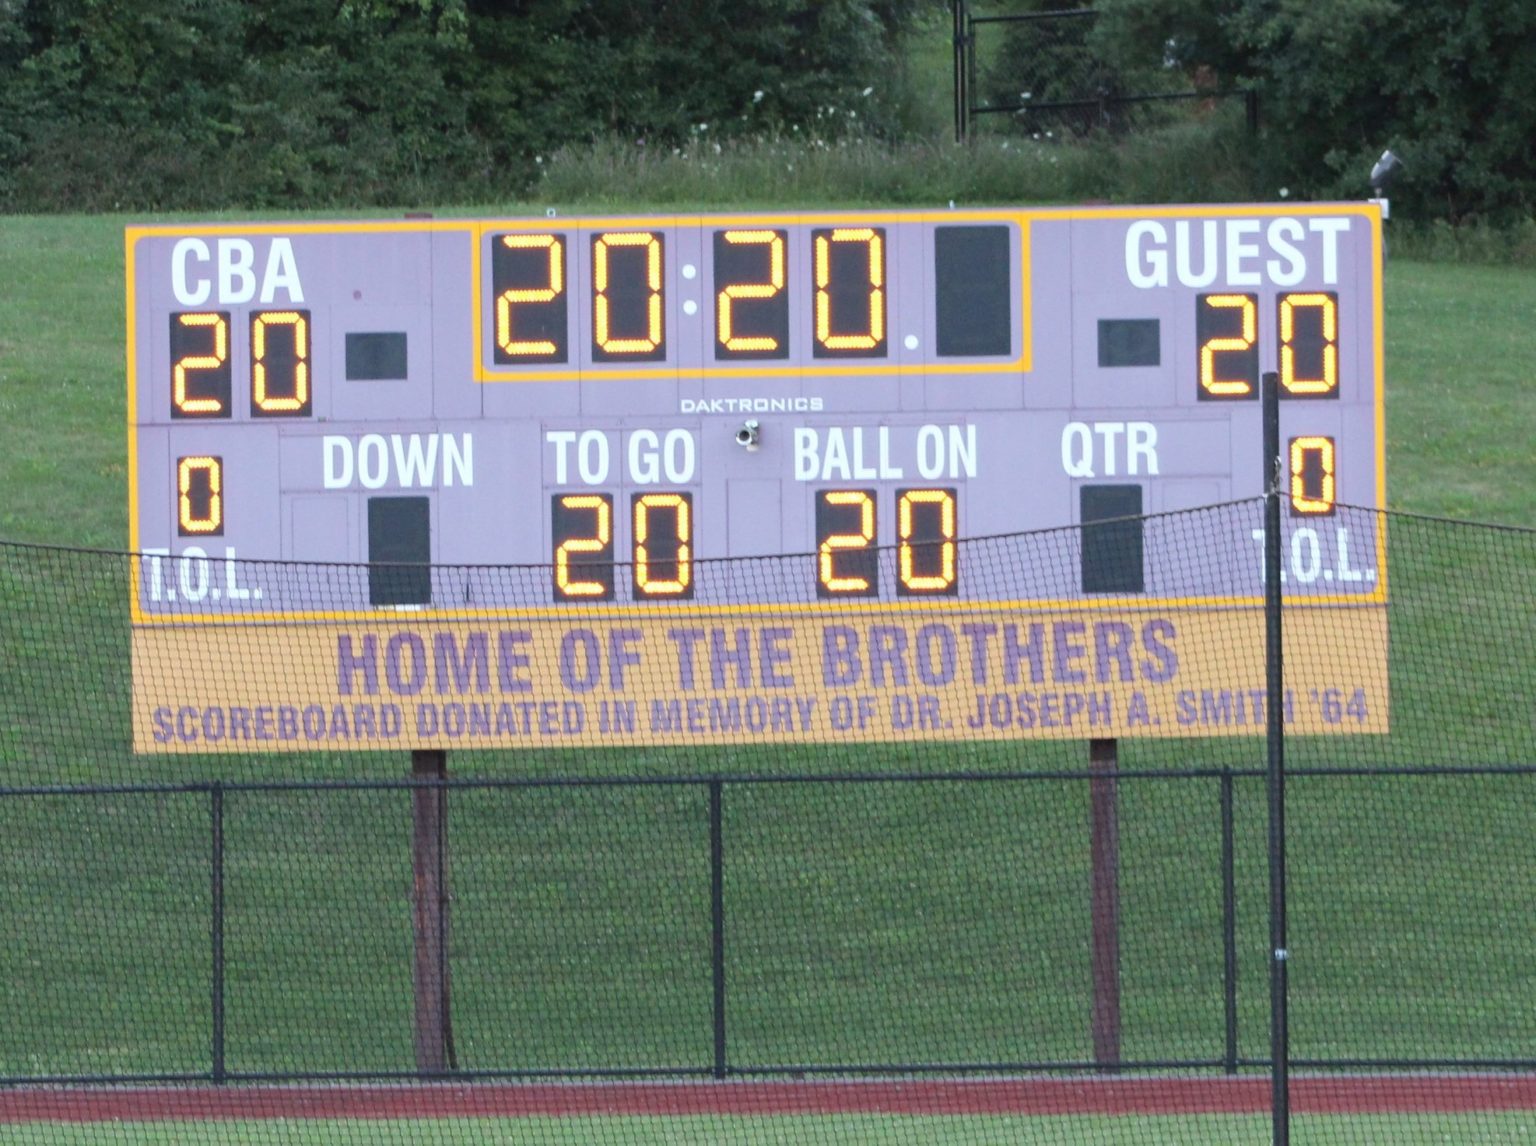 CBA 20:20 GUEST
20 20
DAKTRONICS
DOWN TO GO BALL ON QTR
0 20 20 0
T.O.L. T.O.L.
HOME OF THE BROTHERS
SCOREBOARD DONATED IN MEMORY OF DR. JOSEPH A. SMITH '64